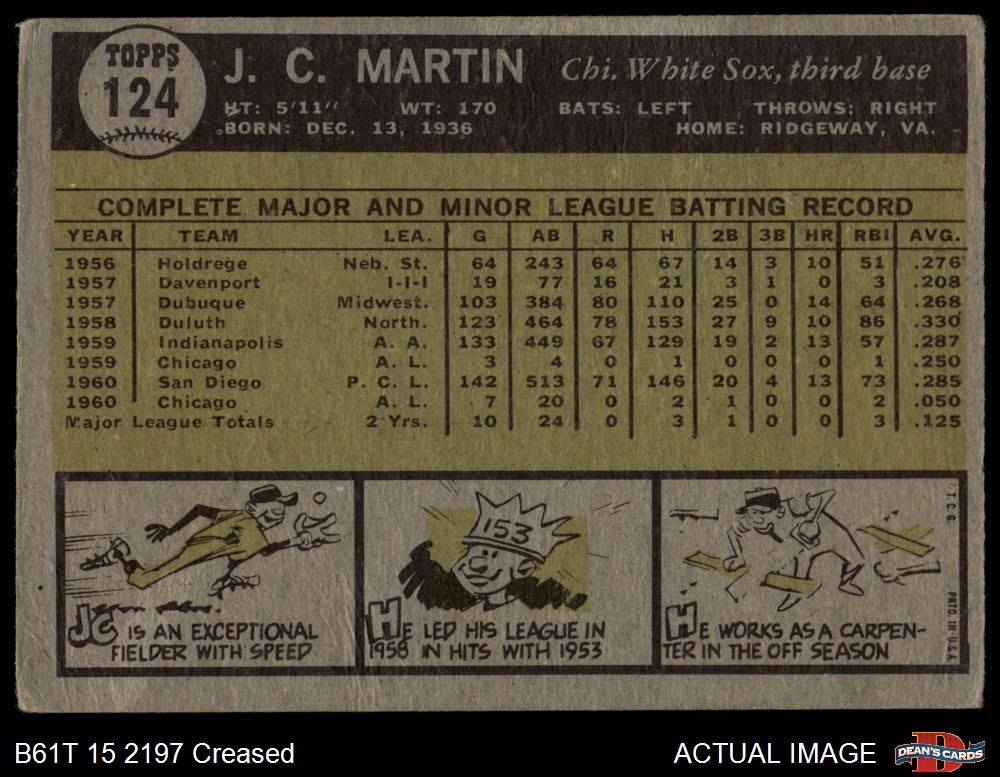 TOPPS
124
J. C. MARTIN Chi. White Sox, third base
HT: 5'11" WT: 170 BATS: LEFT THROWS: RIGHT
BORN: DEC. 13, 1936 HOME: RIDGEWAY, VA.
COMPLETE MAJOR AND MINOR LEAGUE BATTING RECORD
YEAR TEAM LEA. G AB R H 2B 3B HR RBI AVG.
1956 Holdrege Neb. St. 64 243 64 67 14 3 10 51 .276
1957 Davenport I-I-I 19 77 16 21 3 1 0 3 .208
1957 Dubuque Midwest. 103 384 80 110 25 0 14 64 .268
1958 Duluth North. 123 464 78 153 27 9 10 86 .330
1959 Indianapolis A. A. 133 449 67 129 19 2 13 57 .287
1959 Chicago A. L. 3 4 0 1 0 0 0 1 .250
1960 San Diego P. C. L. 142 513 71 146 20 4 13 73 .285
1960 Chicago A. L. 7 20 0 2 1 0 0 2 .050
Major League Totals 2 Yrs. 10 24 0 3 1 0 0 3 .125
JC IS AN EXCEPTIONAL
FIELDER WITH SPEED
153
HE LED HIS LEAGUE IN
1958 IN HITS WITH 1953
HE WORKS AS A CARPEN-
TER IN THE OFF SEASON
T.C.G.
PRTD. IN U.S.A.
B61T 15 2197 Creased
ACTUAL IMAGE
DEAN'S CARDS